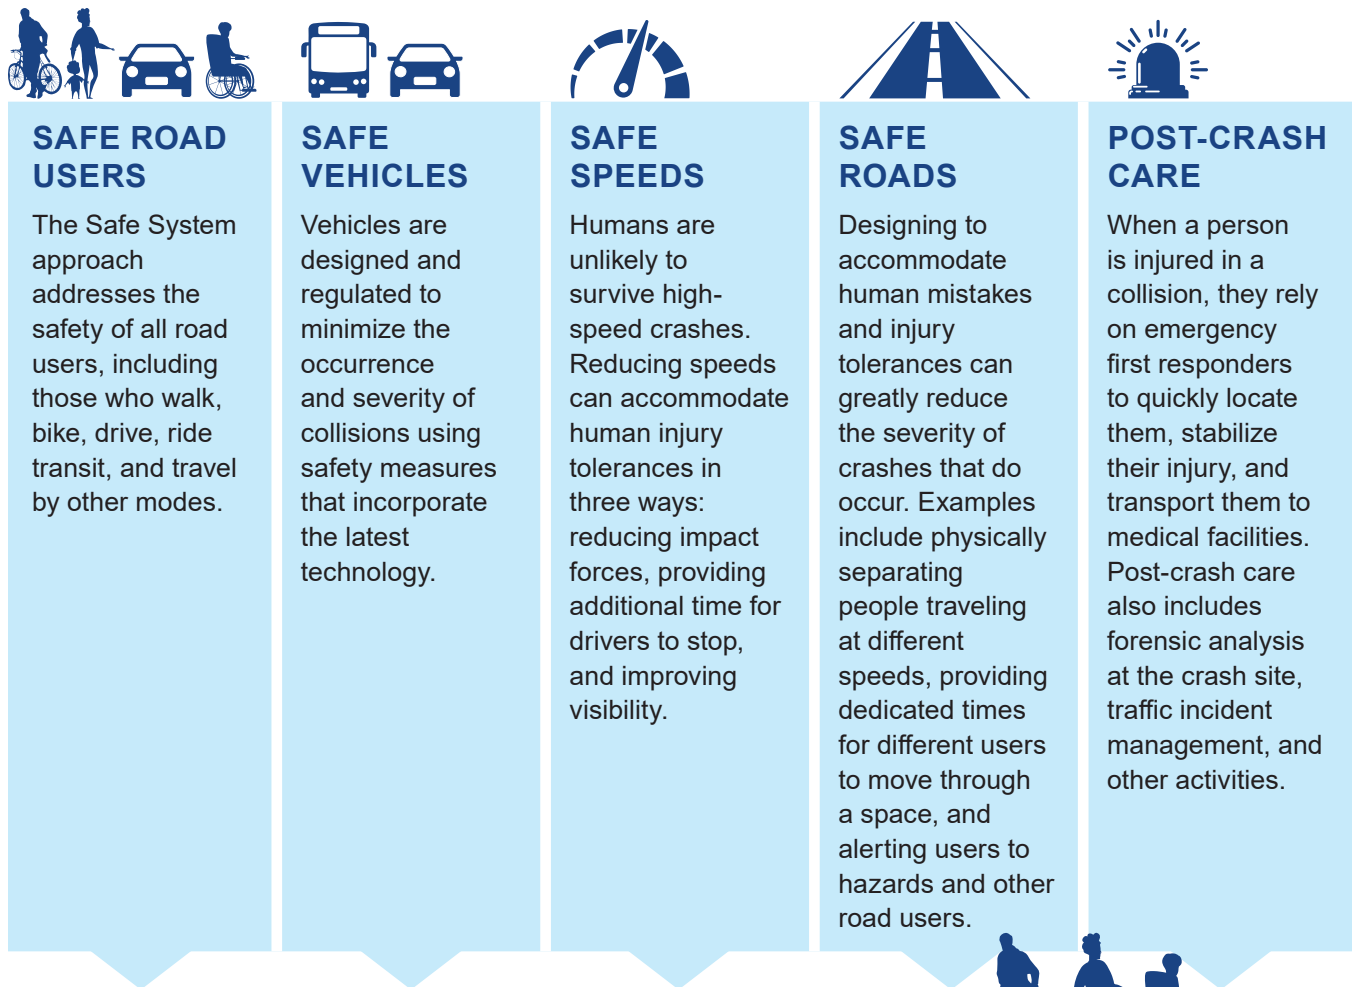 SAFE ROAD
USERS
The Safe System
approach
addresses the
safety of all road
users, including
those who walk,
bike, drive, ride
transit, and travel
by other modes.
SAFE
VEHICLES
Vehicles are
designed and
regulated to
minimize the
occurrence
and severity of
collisions using
safety measures
that incorporate
the latest
technology.
SAFE
SPEEDS
Humans are
unlikely to
survive high-
speed crashes.
Reducing speeds
can accommodate
human injury
tolerances in
three ways:
reducing impact
forces, providing
additional time for
drivers to stop,
and improving
visibility.
SAFE
ROADS
Designing to
accommodate
human mistakes
and injury
tolerances can
greatly reduce
the severity of
crashes that do
occur. Examples
include physically
separating
people traveling
at different
speeds, providing
dedicated times
for different users
to move through
a space, and
alerting users to
hazards and other
road users.
POST-CRASH
CARE
When a person
is injured in a
collision, they rely
on emergency
first responders
to quickly locate
them, stabilize
their injury, and
transport them to
medical facilities.
Post-crash care
also includes
forensic analysis
at the crash site,
traffic incident
management, and
other activities.